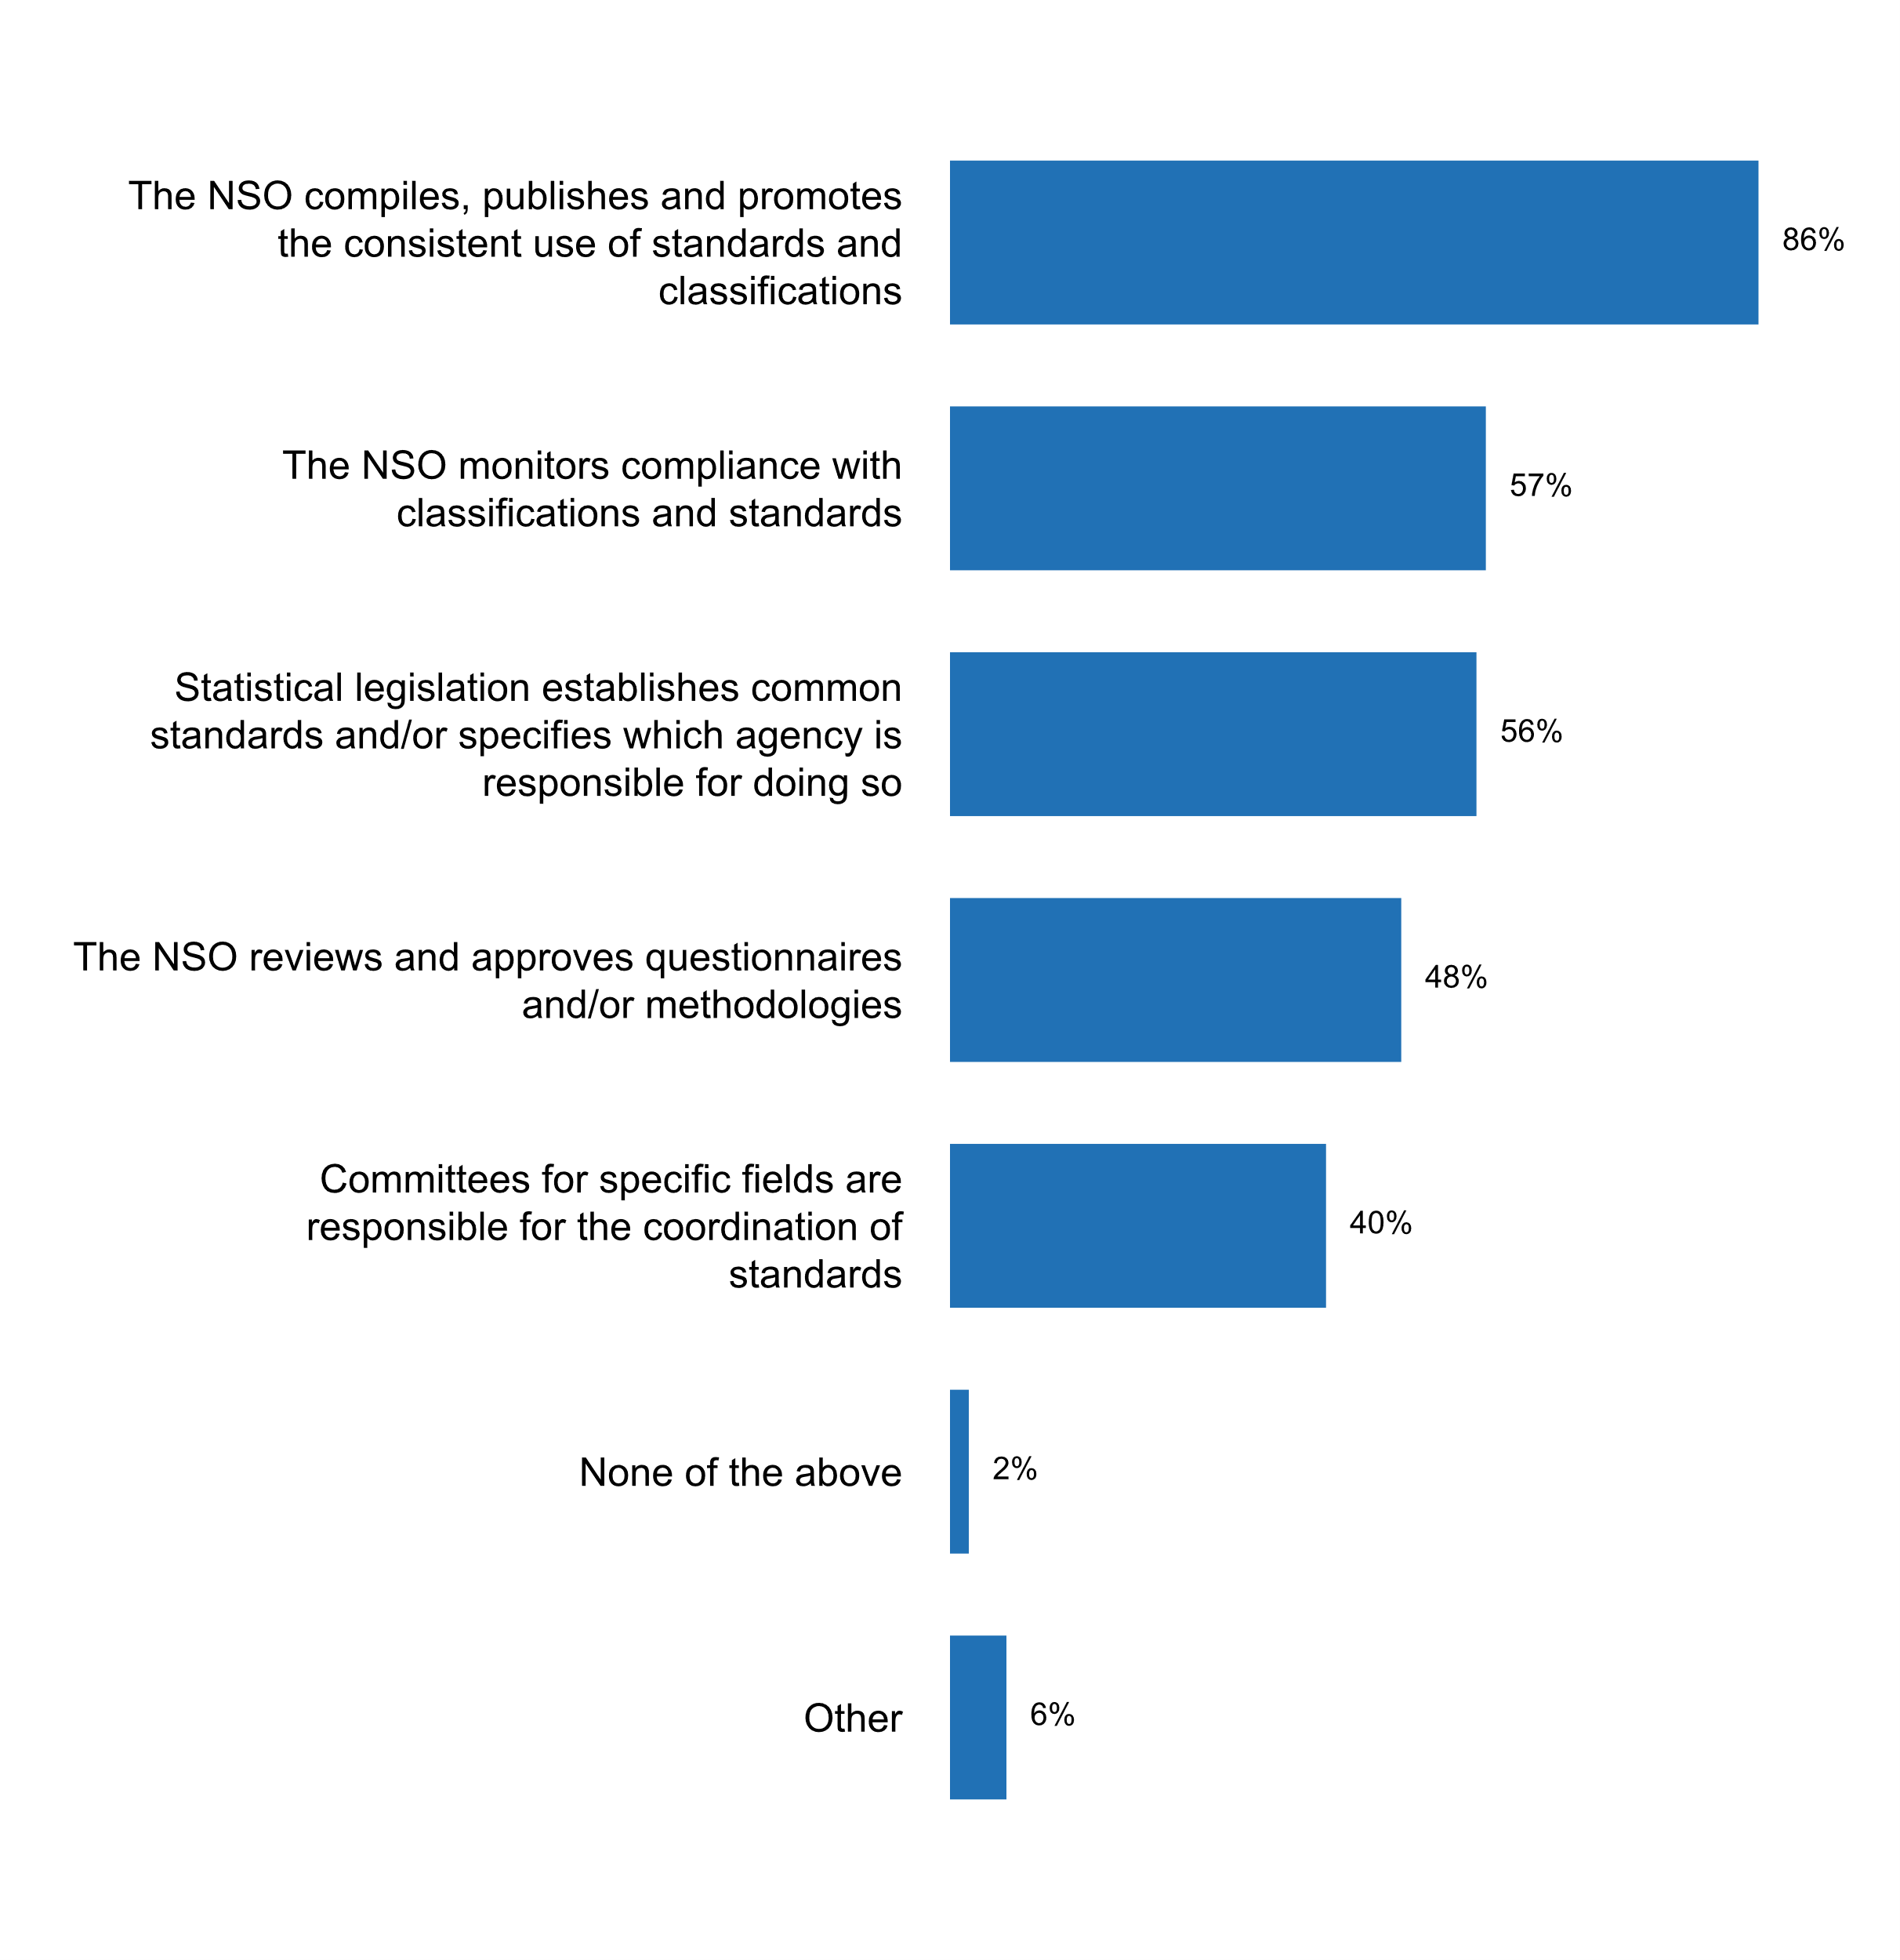 The NSO compiles, publishes and promotes
the consistent use of standards and
classifications
86%
The NSO monitors compliance with
classifications and standards
57%
Statistical legislation establishes common
standards and/or specifies which agency is
responsible for doing so
56%
The NSO reviews and approves questionnaires
and/or methodologies
48%
Committees for specific fields are
responsible for the coordination of
standards
40%
None of the above
2%
Other
6%